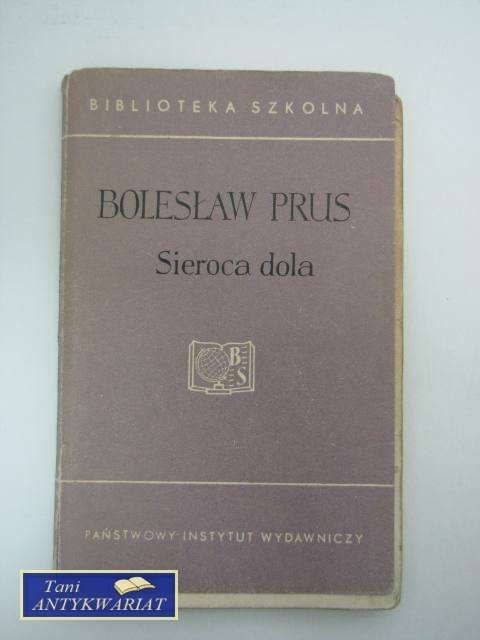 BIBLIOTEKA SZKOLNA
BOLESŁAW PRUS
Sieroca dola
B
S
PAŃSTWOWY INSTYTUT WYDAWNICZY
Tani
ANTYKWARIAT